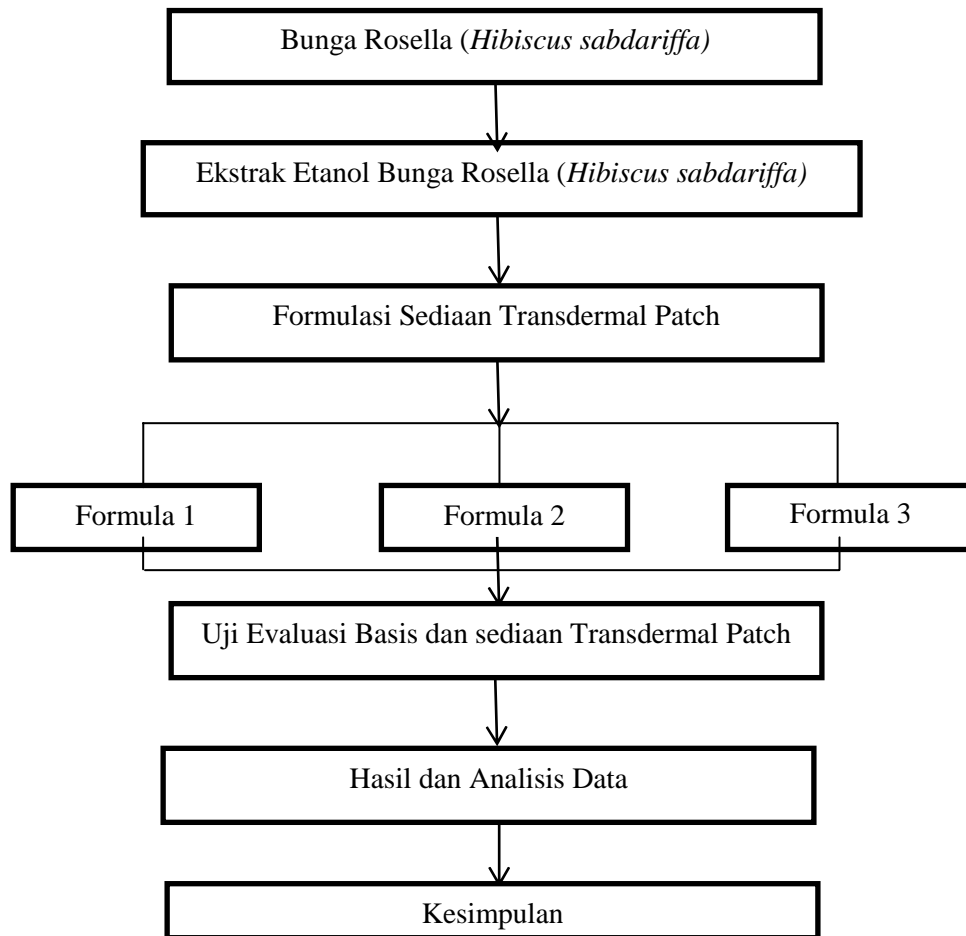 Bunga Rosella (Hibiscus sabdariffa)
Ekstrak Etanol Bunga Rosella (Hibiscus sabdariffa)
Formulasi Sediaan Transdermal Patch
Formula 1
Formula 2
Formula 3
Uji Evaluasi Basis dan sediaan Transdermal Patch
Hasil dan Analisis Data
Kesimpulan